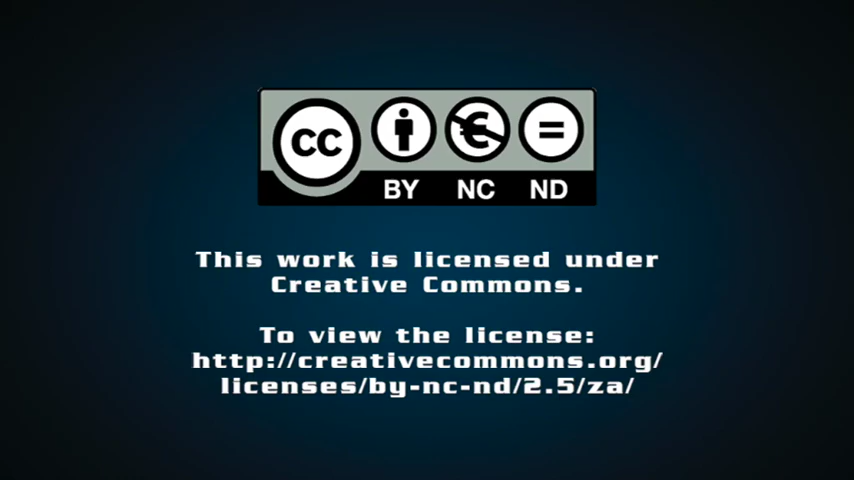 CC
BY NC ND
This work is licensed under
Creative Commons.
To view the license:
http://creativecommons.org/
licenses/by-nc-nd/2.5/za/